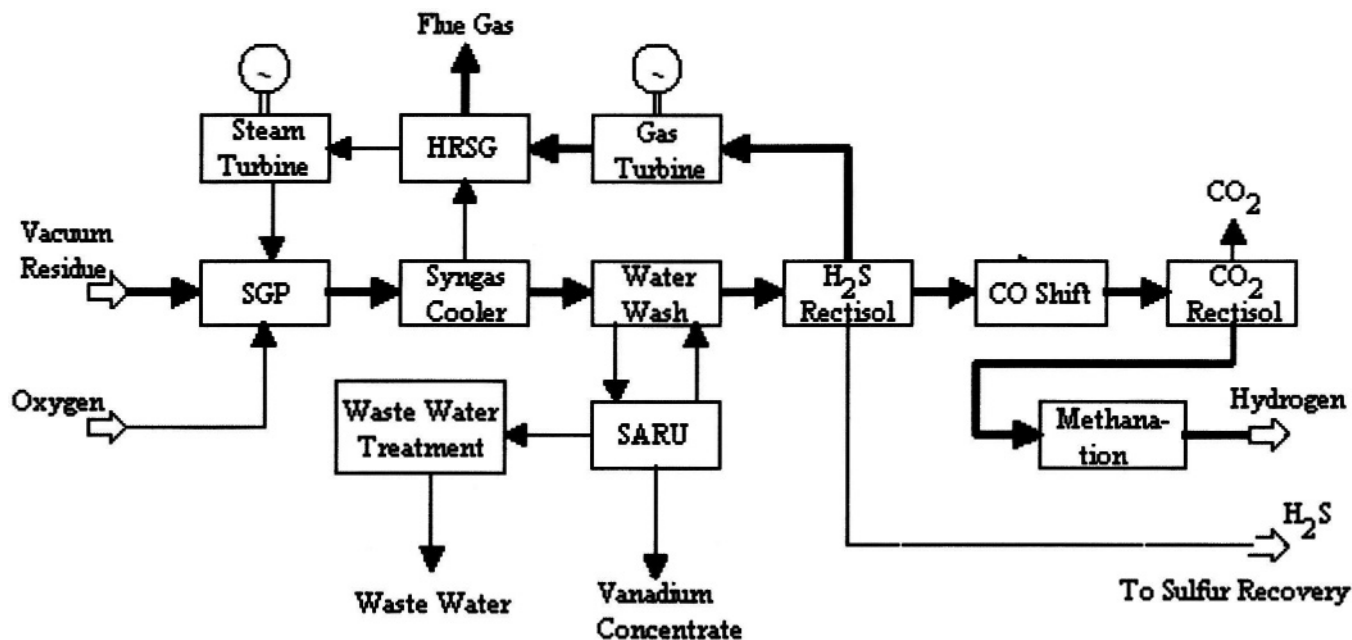 Flue Gas
~
~
Steam
Turbine
HRSG
Gas
Turbine
CO2
Vacuum
Residue
SGP
Syngas
Cooler
Water
Wash
H2S
Rectisol
CO Shift
CO2
Rectisol
Oxygen
Waste Water
Treatment
SARU
Methana-
tion
Hydrogen
H2S
To Sulfur Recovery
Waste Water
Vanadium
Concentrate